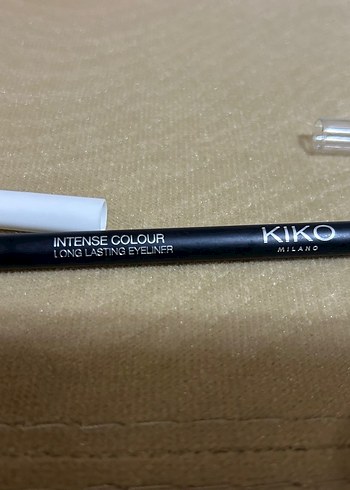 INTENSE COLOUR
LONG LASTING EYELINER
KIKO
MILANO